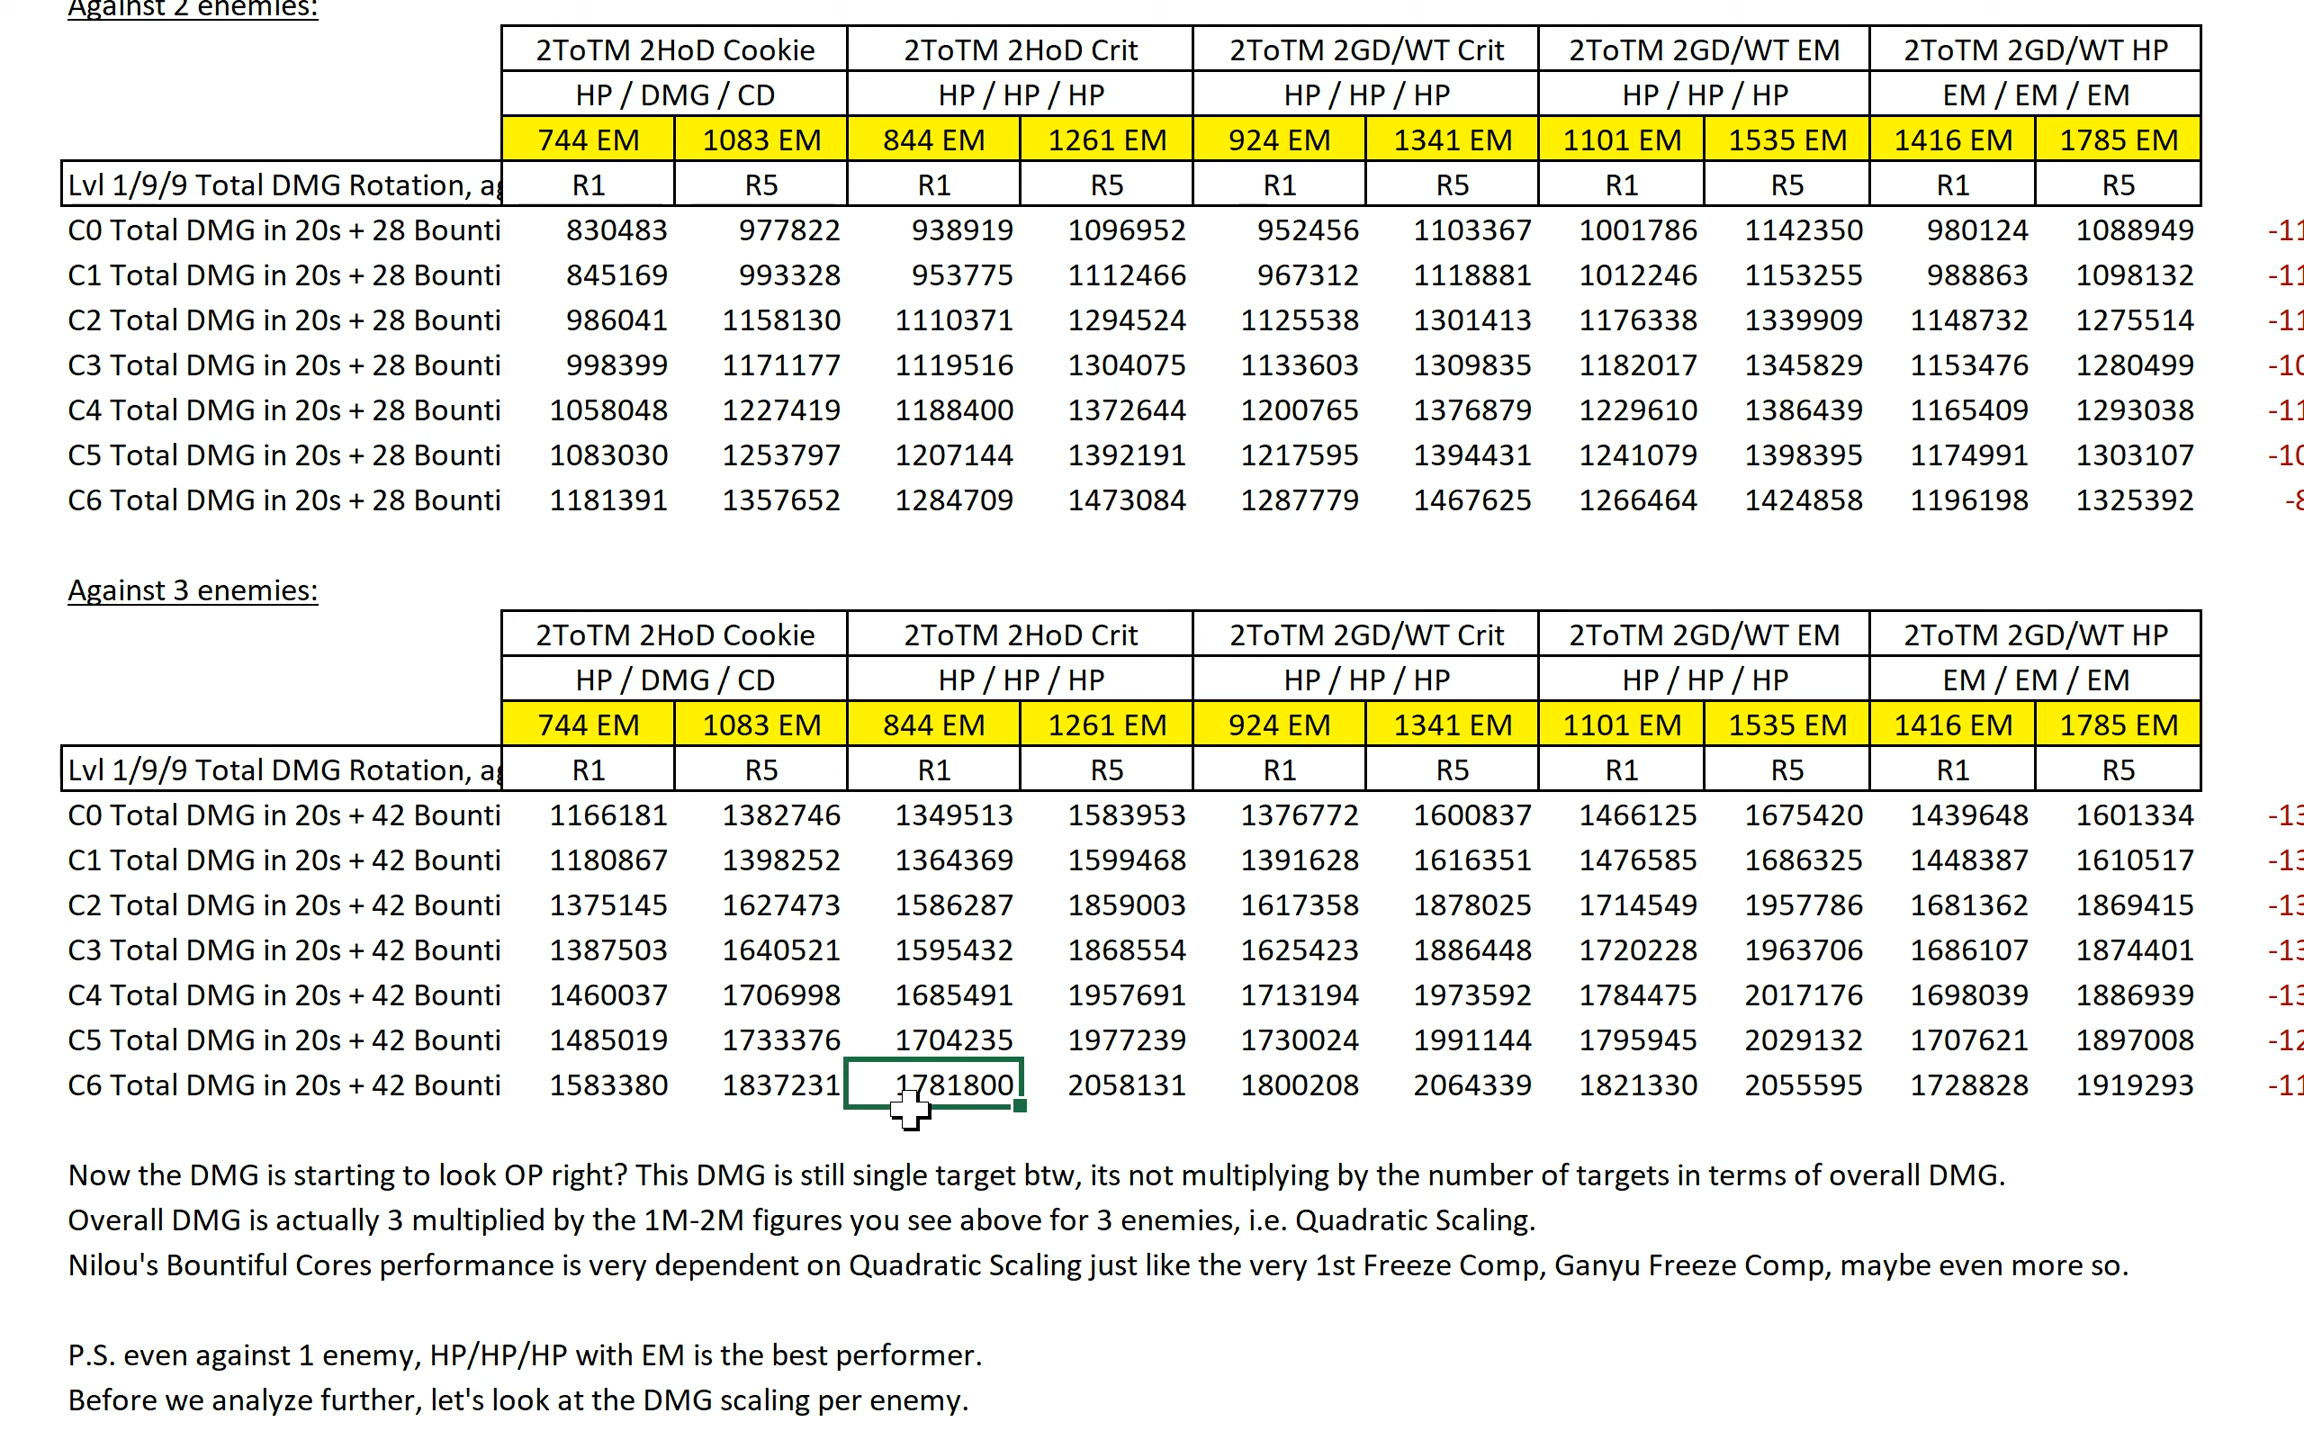 Against 2 enemies:
2ToTM 2HoD Cookie 2ToTM 2HoD Crit 2ToTM 2GD/WT Crit 2ToTM 2GD/WT EM 2ToTM 2GD/WT HP
HP / DMG / CD HP / HP / HP HP / HP / HP HP / HP / HP EM / EM / EM
744 EM 1083 EM 844 EM 1261 EM 924 EM 1341 EM 1101 EM 1535 EM 1416 EM 1785 EM
Lvl 1/9/9 Total DMG Rotation, R1 R5 R1 R5 R1 R5 R1 R5 R1 R5
C0 Total DMG in 20s + 28 Bounti 830483 977822 938919 1096952 952456 1103367 1001786 1142350 980124 1088949 -11
C1 Total DMG in 20s + 28 Bounti 845169 993328 953775 1112466 967312 1118881 1012246 1153255 988863 1098132 -11
C2 Total DMG in 20s + 28 Bounti 986041 1158130 1110371 1294524 1125538 1301413 1176338 1339909 1148732 1275514 -11
C3 Total DMG in 20s + 28 Bounti 998399 1171177 1119516 1304075 1133603 1309835 1182017 1345829 1153476 1280499 -10
C4 Total DMG in 20s + 28 Bounti 1058048 1227419 1188400 1372644 1200765 1376879 1229610 1386439 1165409 1293038 -11
C5 Total DMG in 20s + 28 Bounti 1083030 1253797 1207144 1392191 1217595 1394431 1241079 1398395 1174991 1303107 -10
C6 Total DMG in 20s + 28 Bounti 1181391 1357652 1284709 1473084 1287779 1467625 1266464 1424858 1196198 1325392 -8
Against 3 enemies:
2ToTM 2HoD Cookie 2ToTM 2HoD Crit 2ToTM 2GD/WT Crit 2ToTM 2GD/WT EM 2ToTM 2GD/WT HP
HP / DMG / CD HP / HP / HP HP / HP / HP HP / HP / HP EM / EM / EM
744 EM 1083 EM 844 EM 1261 EM 924 EM 1341 EM 1101 EM 1535 EM 1416 EM 1785 EM
Lvl 1/9/9 Total DMG Rotation, R1 R5 R1 R5 R1 R5 R1 R5 R1 R5
C0 Total DMG in 20s + 42 Bounti 1166181 1382746 1349513 1583953 1376772 1600837 1466125 1675420 1439648 1601334 -13
C1 Total DMG in 20s + 42 Bounti 1180867 1398252 1364369 1599468 1391628 1616351 1476585 1686325 1448387 1610517 -13
C2 Total DMG in 20s + 42 Bounti 1375145 1627473 1586287 1859003 1617358 1878025 1714549 1957786 1681362 1869415 -13
C3 Total DMG in 20s + 42 Bounti 1387503 1640521 1595432 1868554 1625423 1886448 1720228 1963706 1686107 1874401 -13
C4 Total DMG in 20s + 42 Bounti 1460037 1706998 1685491 1957691 1713194 1973592 1784475 2017176 1698039 1886939 -13
C5 Total DMG in 20s + 42 Bounti 1485019 1733376 1704235 1977239 1730024 1991144 1795945 2029132 1707621 1897008 -12
C6 Total DMG in 20s + 42 Bounti 1583380 1837231 1781800 2058131 1800208 2064339 1821330 2055595 1728828 1919293 -11
Now the DMG is starting to look OP right? This DMG is still single target btw, its not multiplying by the number of targets in terms of overall DMG.
Overall DMG is actually 3 multiplied by the 1M-2M figures you see above for 3 enemies, i.e. Quadratic Scaling.
Nilou's Bountiful Cores performance is very dependent on Quadratic Scaling just like the very 1st Freeze Comp, Ganyu Freeze Comp, maybe even more so.
P.S. even against 1 enemy, HP/HP/HP with EM is the best performer.
Before we analyze further, let's look at the DMG scaling per enemy.